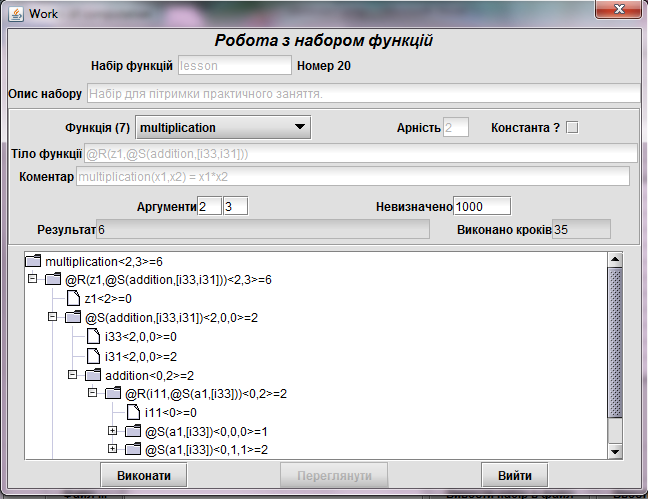 Work
Робота з набором функцій
Набір функцій lesson Номер 20
Опис набору Набір для пітримки практичного заняття.
Функція (7) multiplication Арність 2 Константа ?
Тіло функції @R(z1,@S(addition,[i33,i31]))
Коментар multiplication(x1,x2) = x1*x2
Аргументи 2 3 Невизначено 1000
Результат 6 Виконано кроків 35
multiplication<2,3>=6
@R(z1,@S(addition,[i33,i31]))<2,3>=6
z1<2>=0
@S(addition,[i33,i31])<2,0,0>=2
i33<2,0,0>=0
i31<2,0,0>=2
addition<0,2>=2
@R(i11,@S(a1,[i33]))<0,2>=2
i11<0>=0
@S(a1,[i33])<0,0,0>=1
@S(a1,[i33])<0,1,1>=2
Виконати Переглянути Вийти